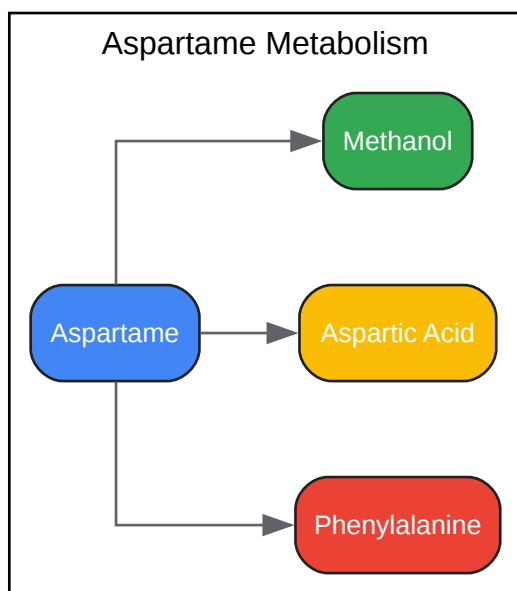 Aspartame Metabolism
Methanol
Aspartame
Aspartic Acid
Phenylalanine